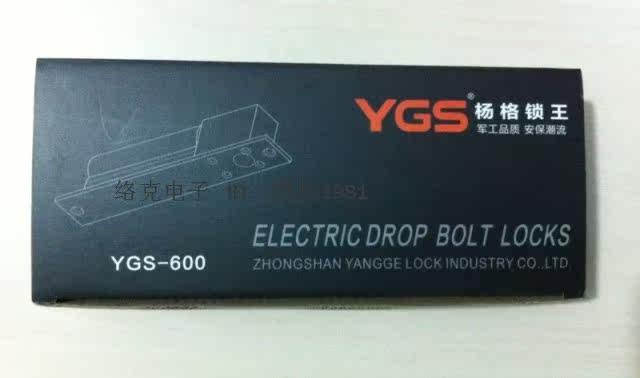 YGS® 杨格锁王
军工品质 安保潮流
络克电子
YGS-600
ELECTRIC DROP BOLT LOCKS
ZHONGSHAN YANGGE LOCK INDUSTRY CO.,LTD.